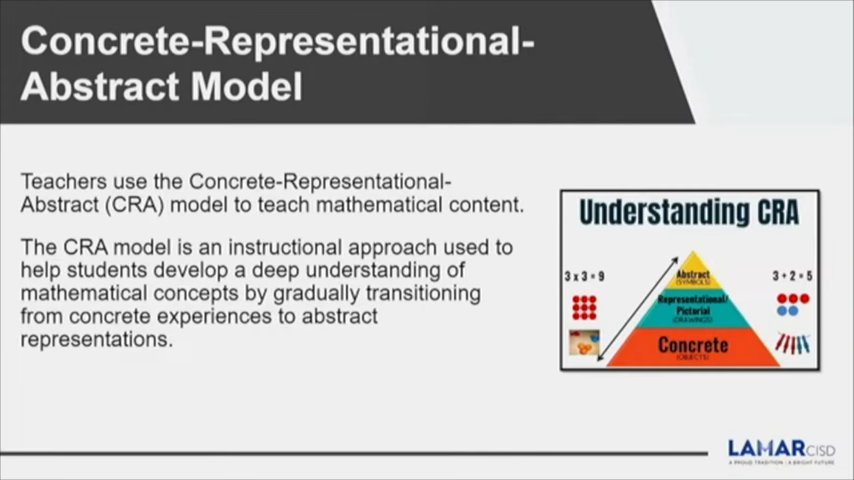 Concrete-Representational-
Abstract Model
Teachers use the Concrete-Representational-
Abstract (CRA) model to teach mathematical content.
The CRA model is an instructional approach used to
help students develop a deep understanding of
mathematical concepts by gradually transitioning
from concrete experiences to abstract
representations.
Understanding CRA
3 x 3 = 9
Abstract
(SYMBOLS)
3 + 2 = 5
Representational/
Pictorial
(DRAWINGS)
Concrete
(OBJECTS)
LAMAR CISD
A PROUD TRADITION | A BRIGHT FUTURE